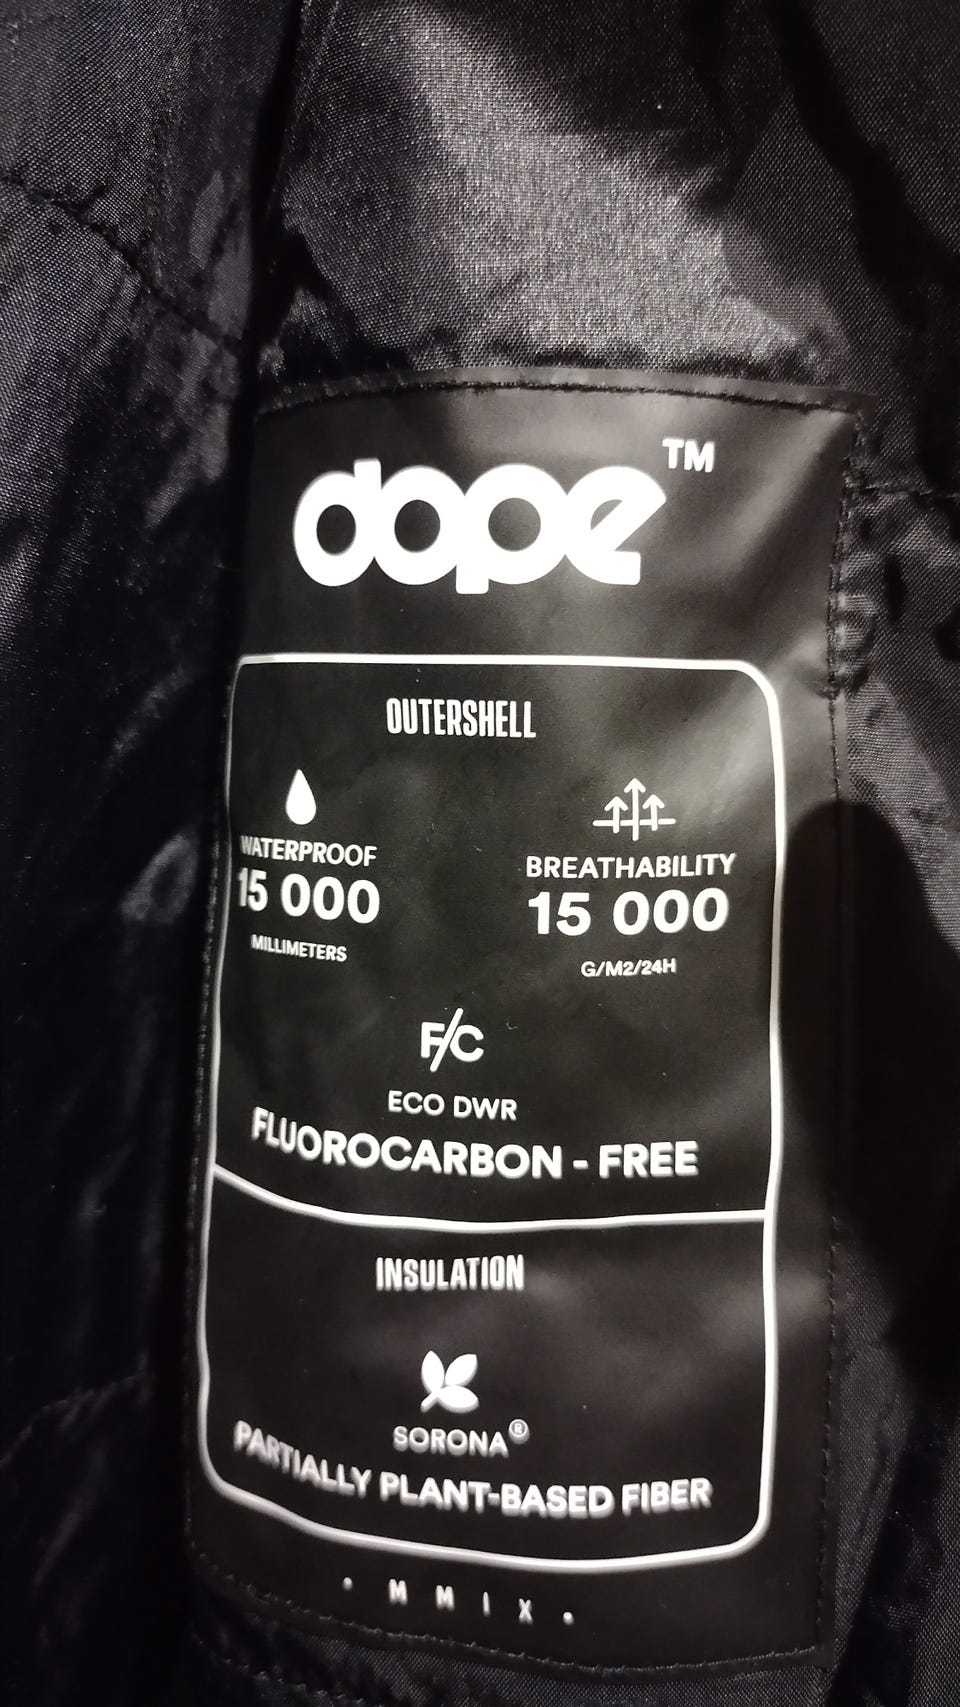 dope™
OUTERSHELL
WATERPROOF
15 000
MILLIMETERS
BREATHABILITY
15 000
G/M2/24H
F/C
ECO DWR
FLUOROCARBON - FREE
INSULATION
SORONA®
PARTIALLY PLANT-BASED FIBER
• M M I X •